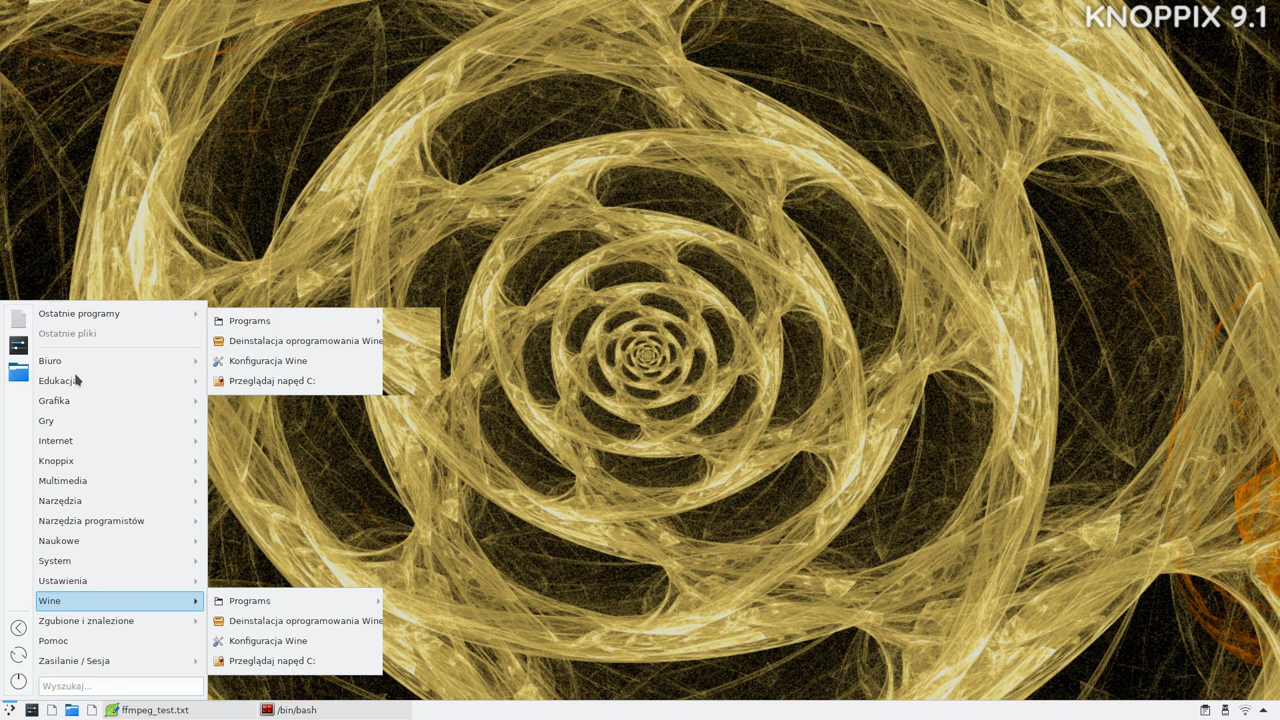 KNOPPIX 9.1
Ostatnie programy
Ostatnie pliki
Biuro
Edukacja
Grafika
Gry
Internet
Knoppix
Multimedia
Narzędzia
Narzędzia programistów
Naukowe
System
Ustawienia
Wine
Zgubione i znalezione
Pomoc
Zasilanie / Sesja
Wyszukaj...
Programs
Deinstalacja oprogramowania Wine
Konfiguracja Wine
Przeglądaj napęd C:
Programs
Deinstalacja oprogramowania Wine
Konfiguracja Wine
Przeglądaj napęd C:
ffmpeg_test.txt
/bin/bash